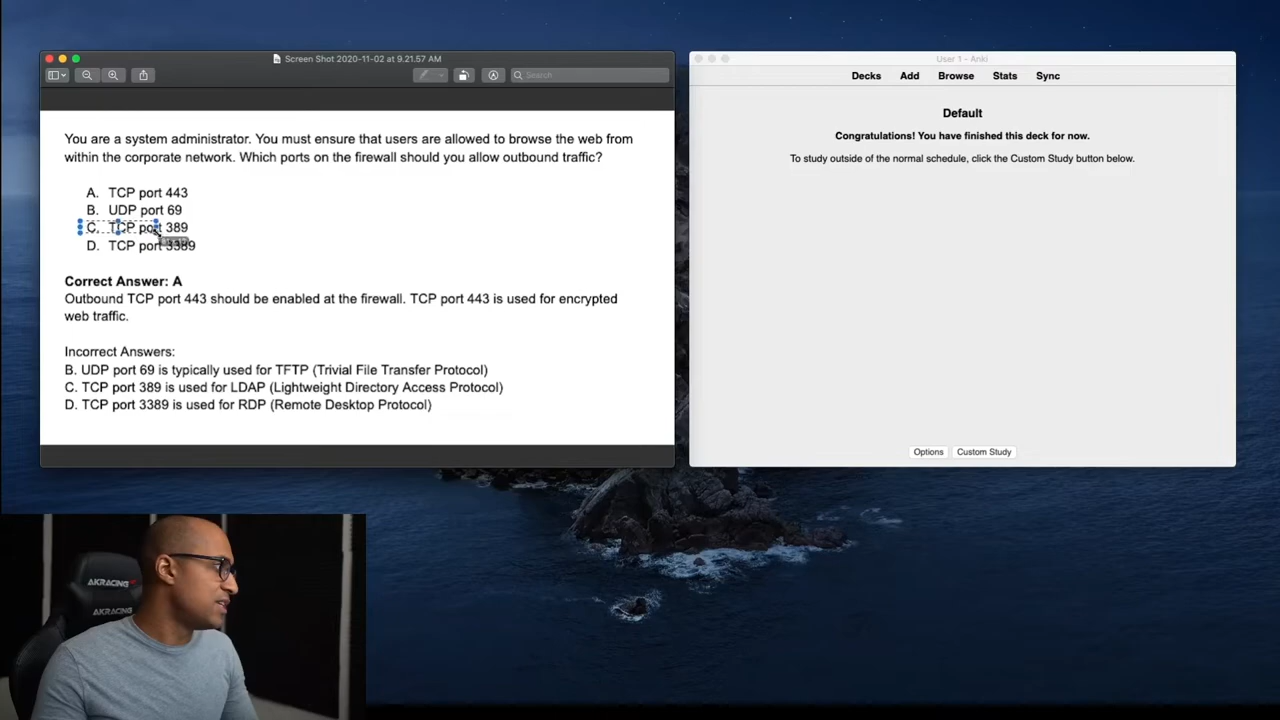 Screen Shot 2020-11-02 at 9.21.57 AM
Search
You are a system administrator. You must ensure that users are allowed to browse the web from
within the corporate network. Which ports on the firewall should you allow outbound traffic?
A. TCP port 443
B. UDP port 69
C. TCP port 389
D. TCP port 3389
Correct Answer: A
Outbound TCP port 443 should be enabled at the firewall. TCP port 443 is used for encrypted
web traffic.
Incorrect Answers:
B. UDP port 69 is typically used for TFTP (Trivial File Transfer Protocol)
C. TCP port 389 is used for LDAP (Lightweight Directory Access Protocol)
D. TCP port 3389 is used for RDP (Remote Desktop Protocol)
User 1 - Anki
Decks Add Browse Stats Sync
Default
Congratulations! You have finished this deck for now.
To study outside of the normal schedule, click the Custom Study button below.
Options Custom Study
AKRACING
AKRACING